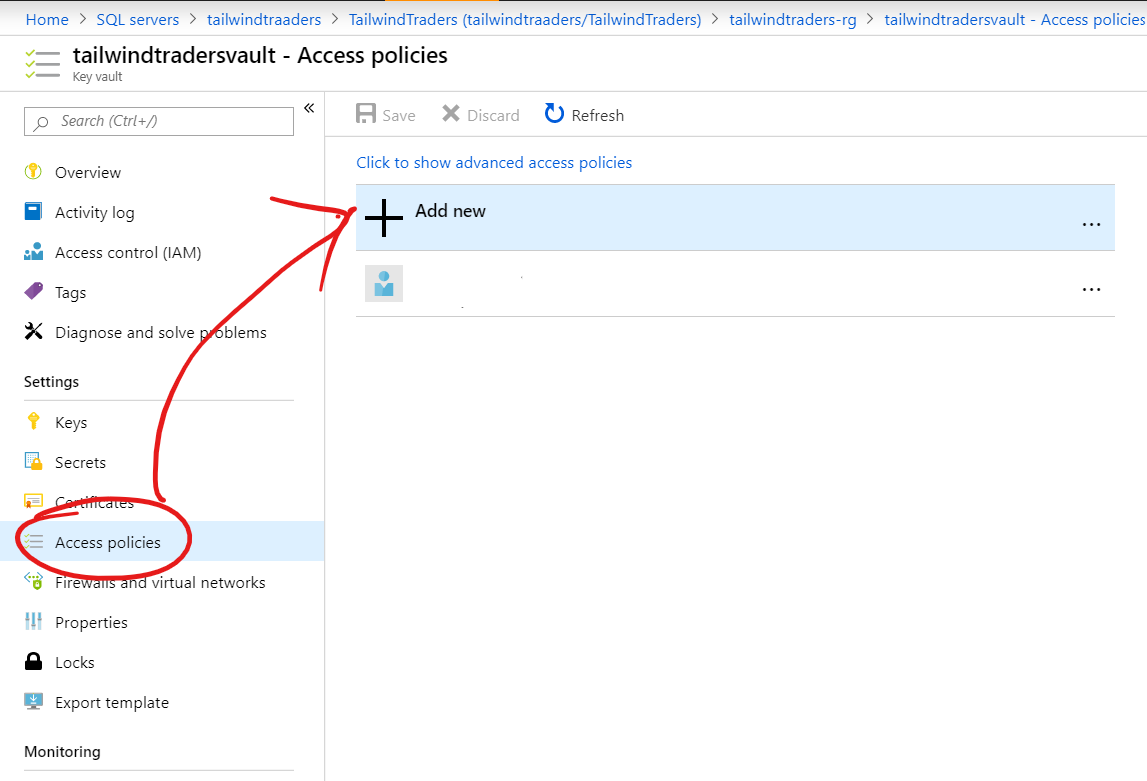 Home > SQL servers > tailwindtraaders > TailwindTraders (tailwindtraaders/TailwindTraders) > tailwindtraders-rg > tailwindtradersvault - Access policies
tailwindtradersvault - Access policies
Key vault
Search (Ctrl+/)
«
Save
Discard
Refresh
Click to show advanced access policies
Add new
...
...
Overview
Activity log
Access control (IAM)
Tags
Diagnose and solve problems
Settings
Keys
Secrets
Certificates
Access policies
Firewalls and virtual networks
Properties
Locks
Export template
Monitoring